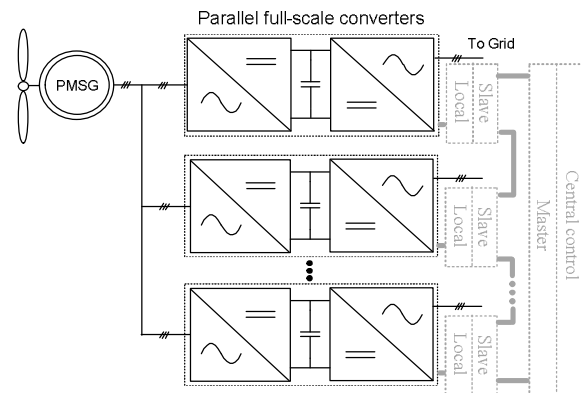 Parallel full-scale converters
To Grid
PMSG
Local
Slave
Local
Slave
Local
Slave
Master
Central control